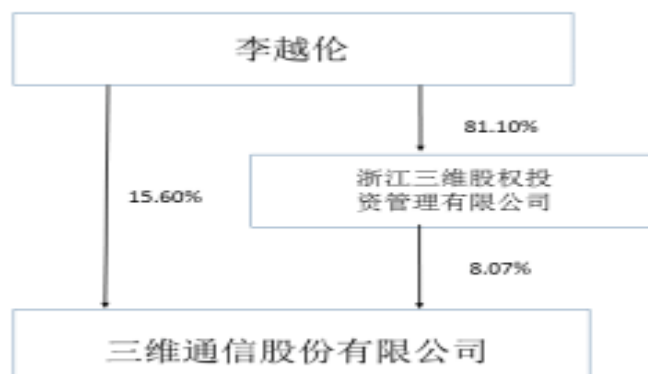 李越伦
81.10%
浙江三维股权投
资管理有限公司
15.60%
8.07%
三维通信股份有限公司